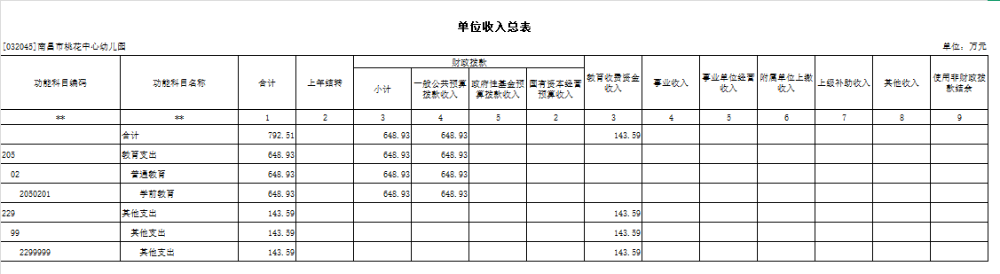 单位收入总表
[032045]南昌市桃花中心幼儿园 单位：万元
功能科目编码 功能科目名称 合计 上年结转 财政拨款 教育收费资金收入 事业收入 事业单位经营收入 附属单位上缴收入 上级补助收入 其他收入 使用非财政拨款结余
小计 一般公共预算拨款收入 政府性基金预算拨款收入 国有资本经营预算收入
** ** 1 2 3 4 5 2 3 4 5 6 7 8 9
合计 792.51 648.93 648.93 143.59
205 教育支出 648.93 648.93 648.93
02 普通教育 648.93 648.93 648.93
2050201 学前教育 648.93 648.93 648.93
229 其他支出 143.59 143.59
99 其他支出 143.59 143.59
2299999 其他支出 143.59 143.59